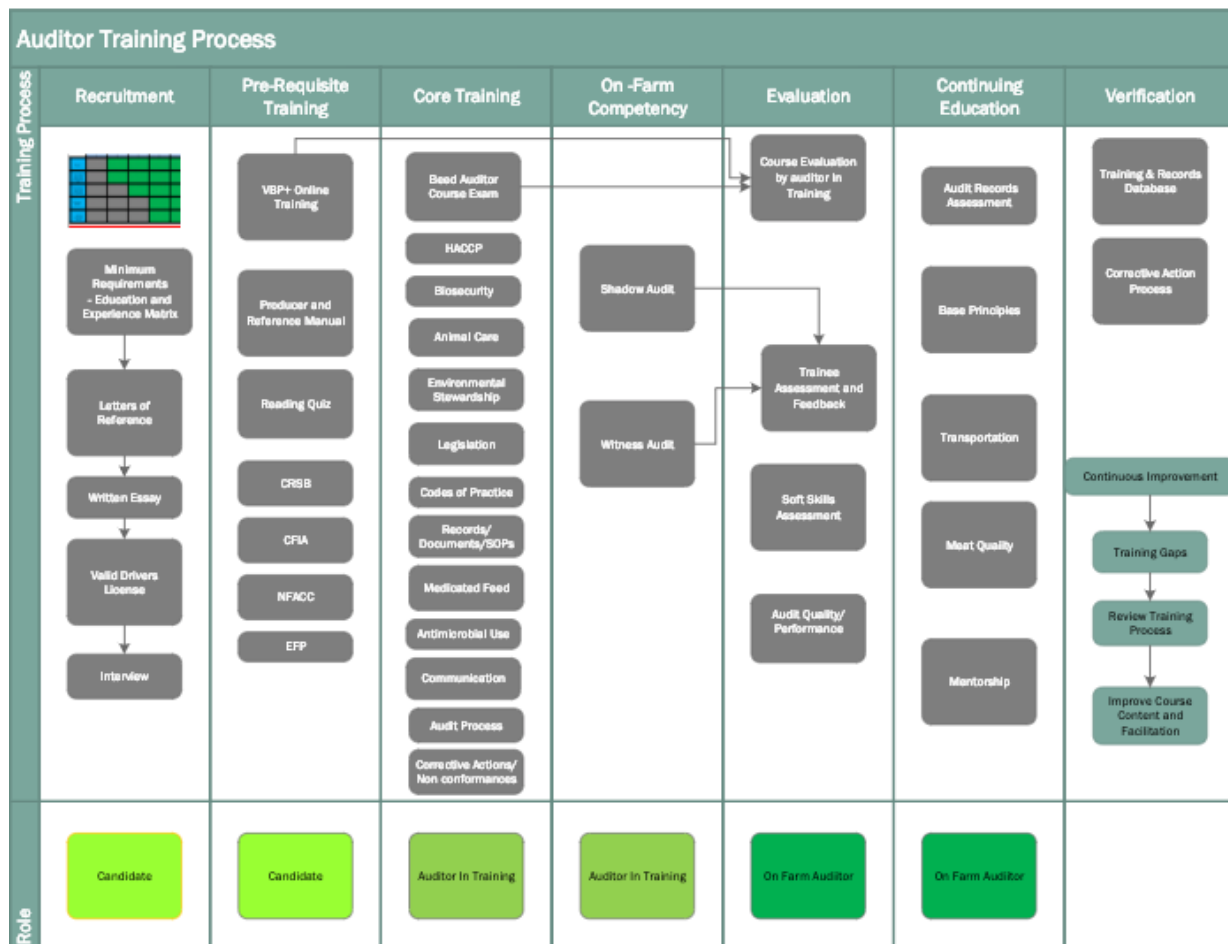 Auditor Training Process
Training Process
Recruitment
Pre-Requisite
Training
Core Training
On -Farm
Competency
Evaluation
Continuing
Education
Verification
Minimum
Requirements
- Education and
Experience Matrix
Letters of
Reference
Written Essay
Valid Drivers
License
Interview
VBP+ Online
Training
Producer and
Reference Manual
Reading Quiz
CRSB
CFIA
NFACC
EFP
Beed Auditor
Course Exam
HACCP
Biosecurity
Animal Care
Environmental
Stewardship
Legislation
Codes of Practice
Records/
Documents/SOPs
Medicated Feed
Antimicrobial Use
Communication
Audit Process
Corrective Actions/
Non conformances
Shadow Audit
Witness Audit
Course Evaluation
by auditor in
Training
Trainee
Assessment and
Feedback
Soft Skills
Assessment
Audit Quality/
Performance
Audit Records
Assessment
Base Principles
Transportation
Meat Quality
Mentorship
Training & Records
Database
Corrective Action
Process
Continuous Improvement
Training Gaps
Review Training
Process
Improve Course
Content and
Facilitation
Role
Candidate
Candidate
Auditor In Training
Auditor In Training
On Farm Auditor
On Farm Auditor